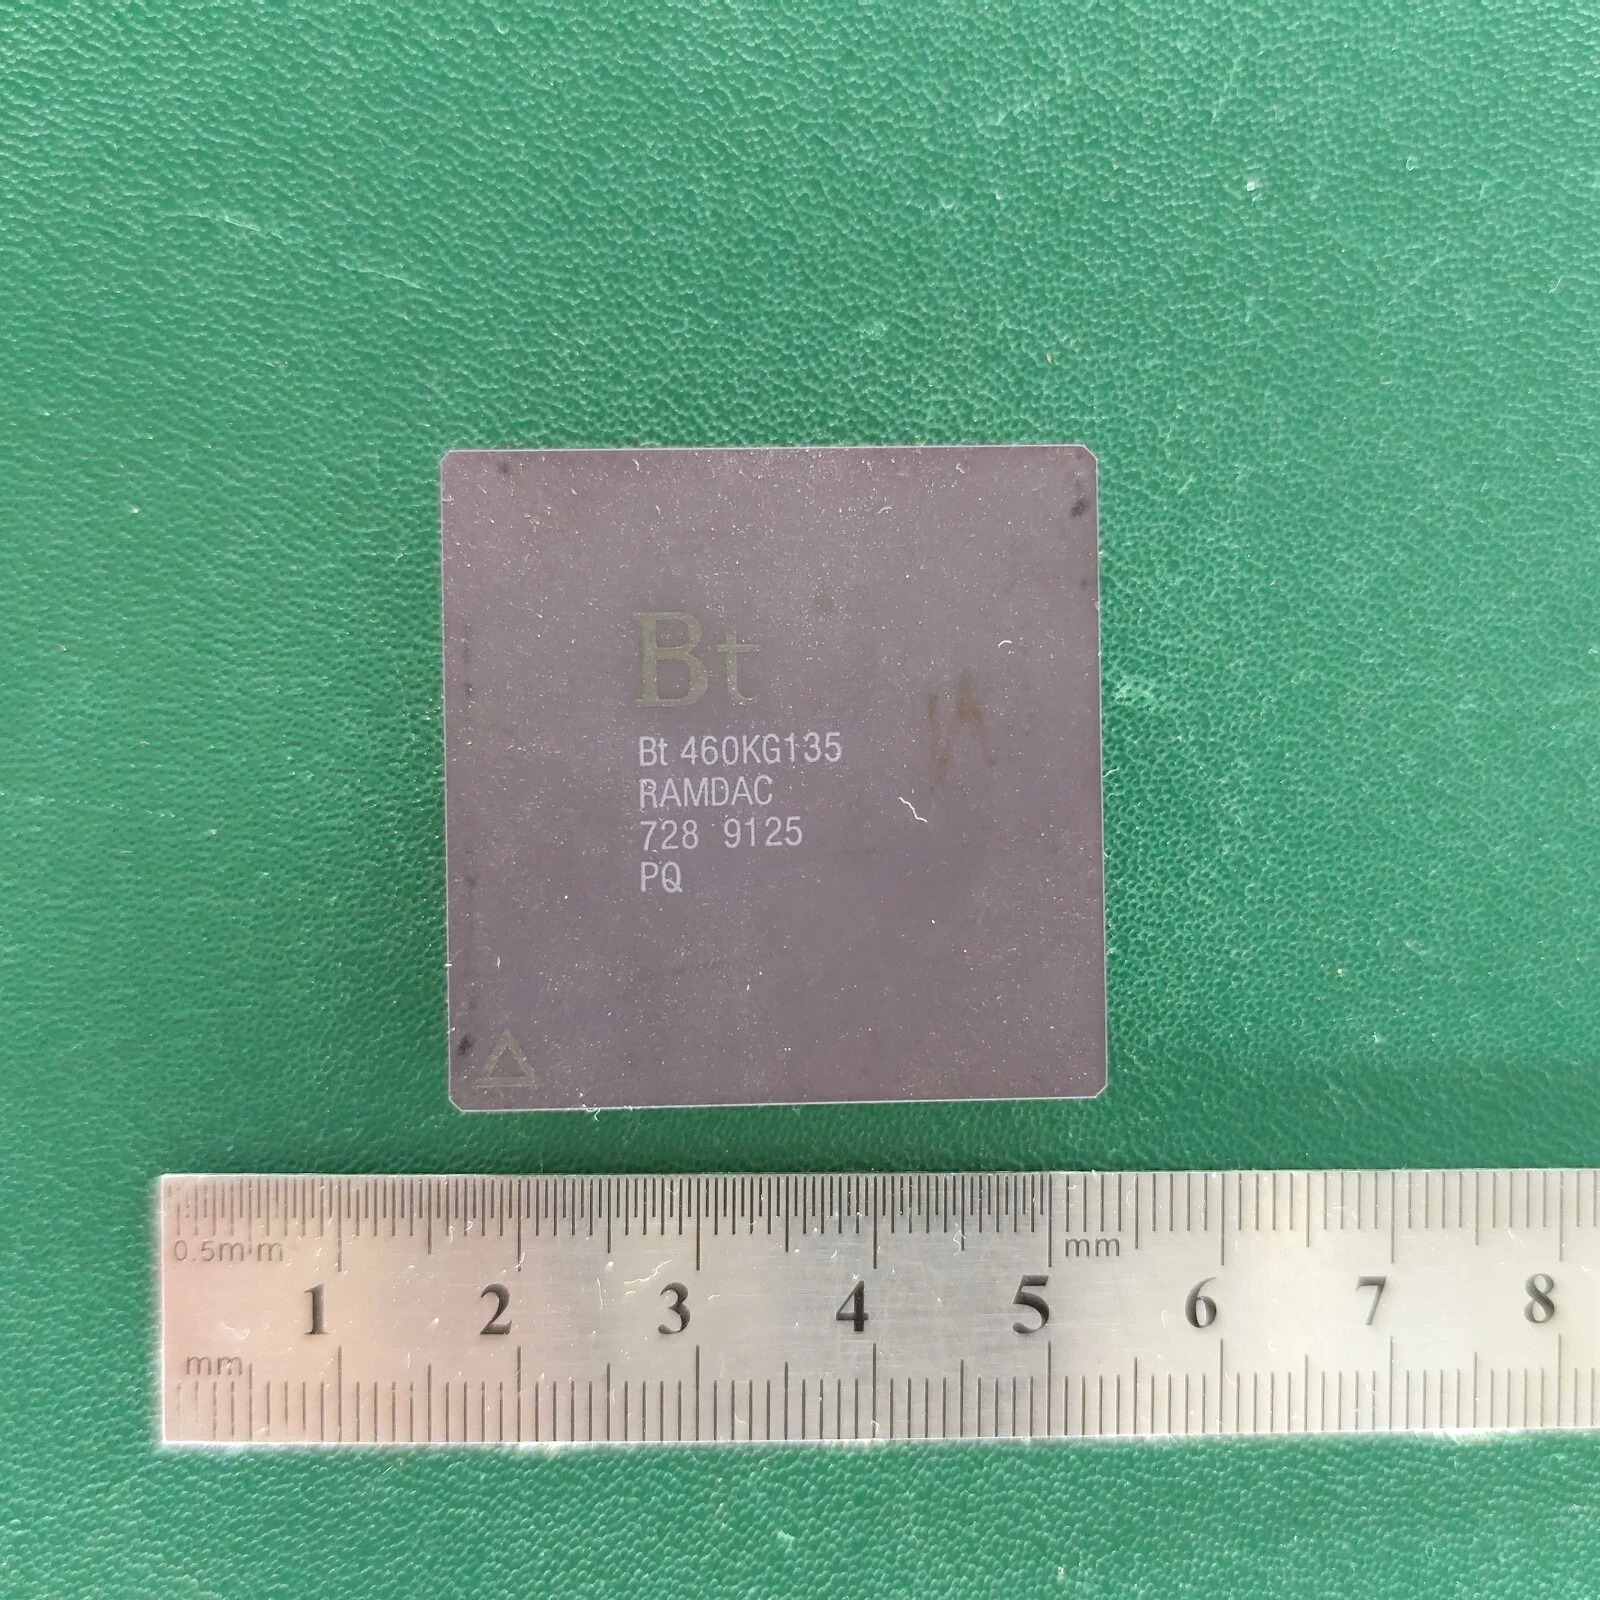 Bt
Bt 460KG135
RAMDAC
728 9125
PQ
0.5mm mm
1 2 3 4 5 6 7 8
mm